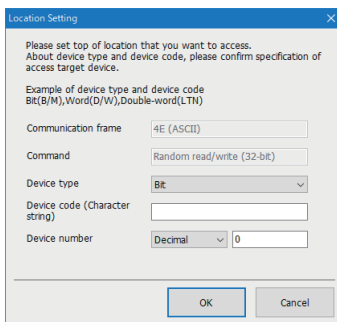 Location Setting
Please set top of location that you want to access.
About device type and device code, please confirm specification of
access target device.
Example of device type and device code
Bit(B/M),Word(D/W),Double-word(LTN)
Communication frame 4E (ASCII)
Command Random read/write (32-bit)
Device type Bit
Device code (Character
string)
Device number Decimal 0
OK Cancel